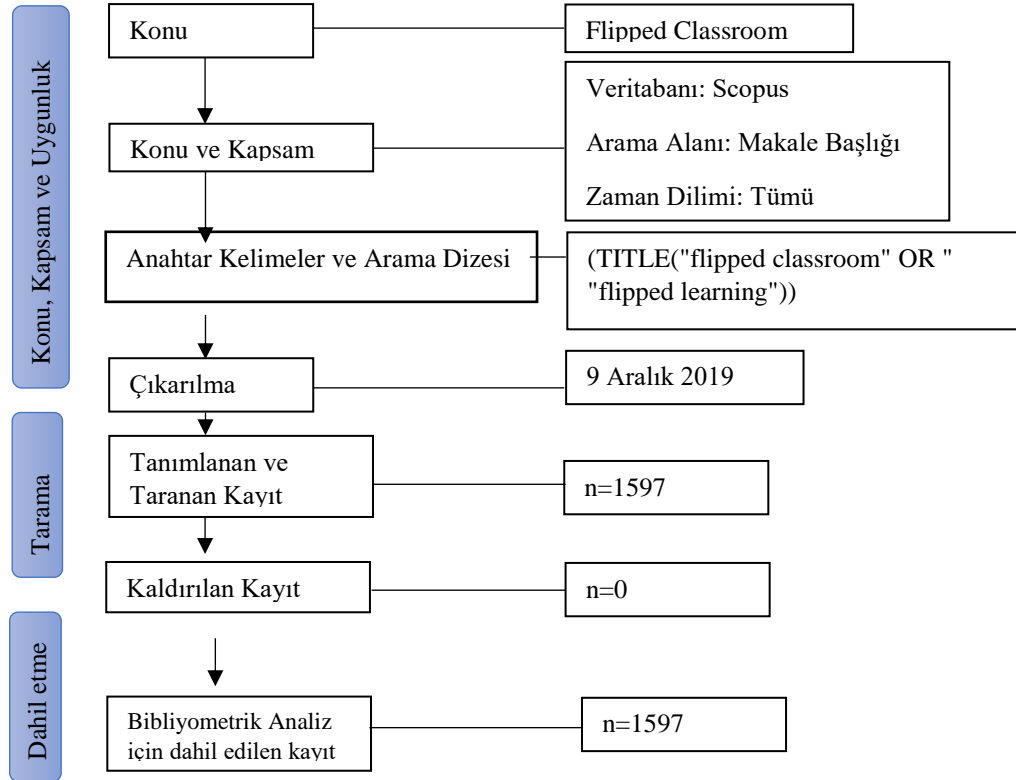 Konu, Kapsam ve Uygunluk
Konu
Flipped Classroom
Konu ve Kapsam
Veritabanı: Scopus
Arama Alanı: Makale Başlığı
Zaman Dilimi: Tümü
Anahtar Kelimeler ve Arama Dizesi
(TITLE("flipped classroom" OR "
"flipped learning"))
Çıkarılma
9 Aralık 2019
Tarama
Tanımlanan ve
Taranan Kayıt
n=1597
Kaldırılan Kayıt
n=0
Dahil etme
Bibliyometrik Analiz
için dahil edilen kayıt
n=1597